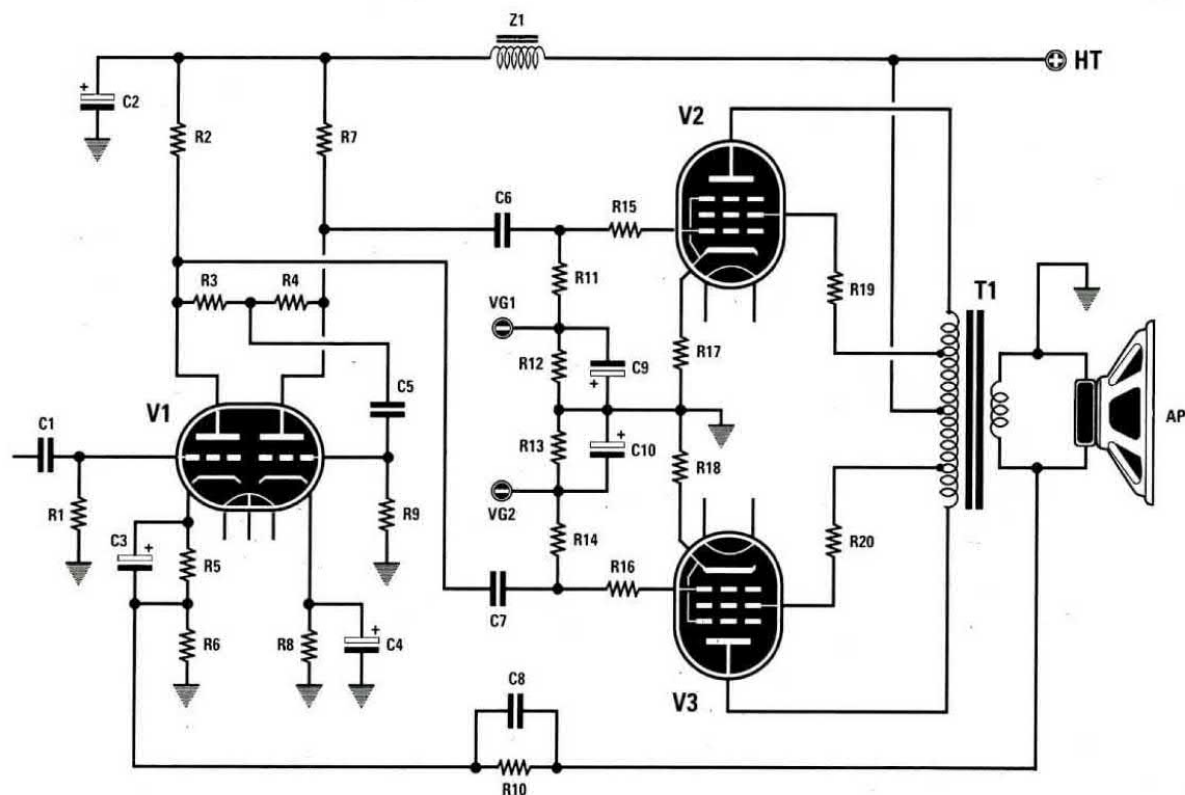 Z1
HT
C2
R2
R7
V2
C6
R15
R3
R4
R11
R19
T1
VG1
R12
C9
R17
C5
V1
C1
R13
C10
R18
AP
VG2
R1
R9
C3
R5
R14
R20
R16
C7
R6
R8
C4
C8
V3
R10
+
+
+
+
+